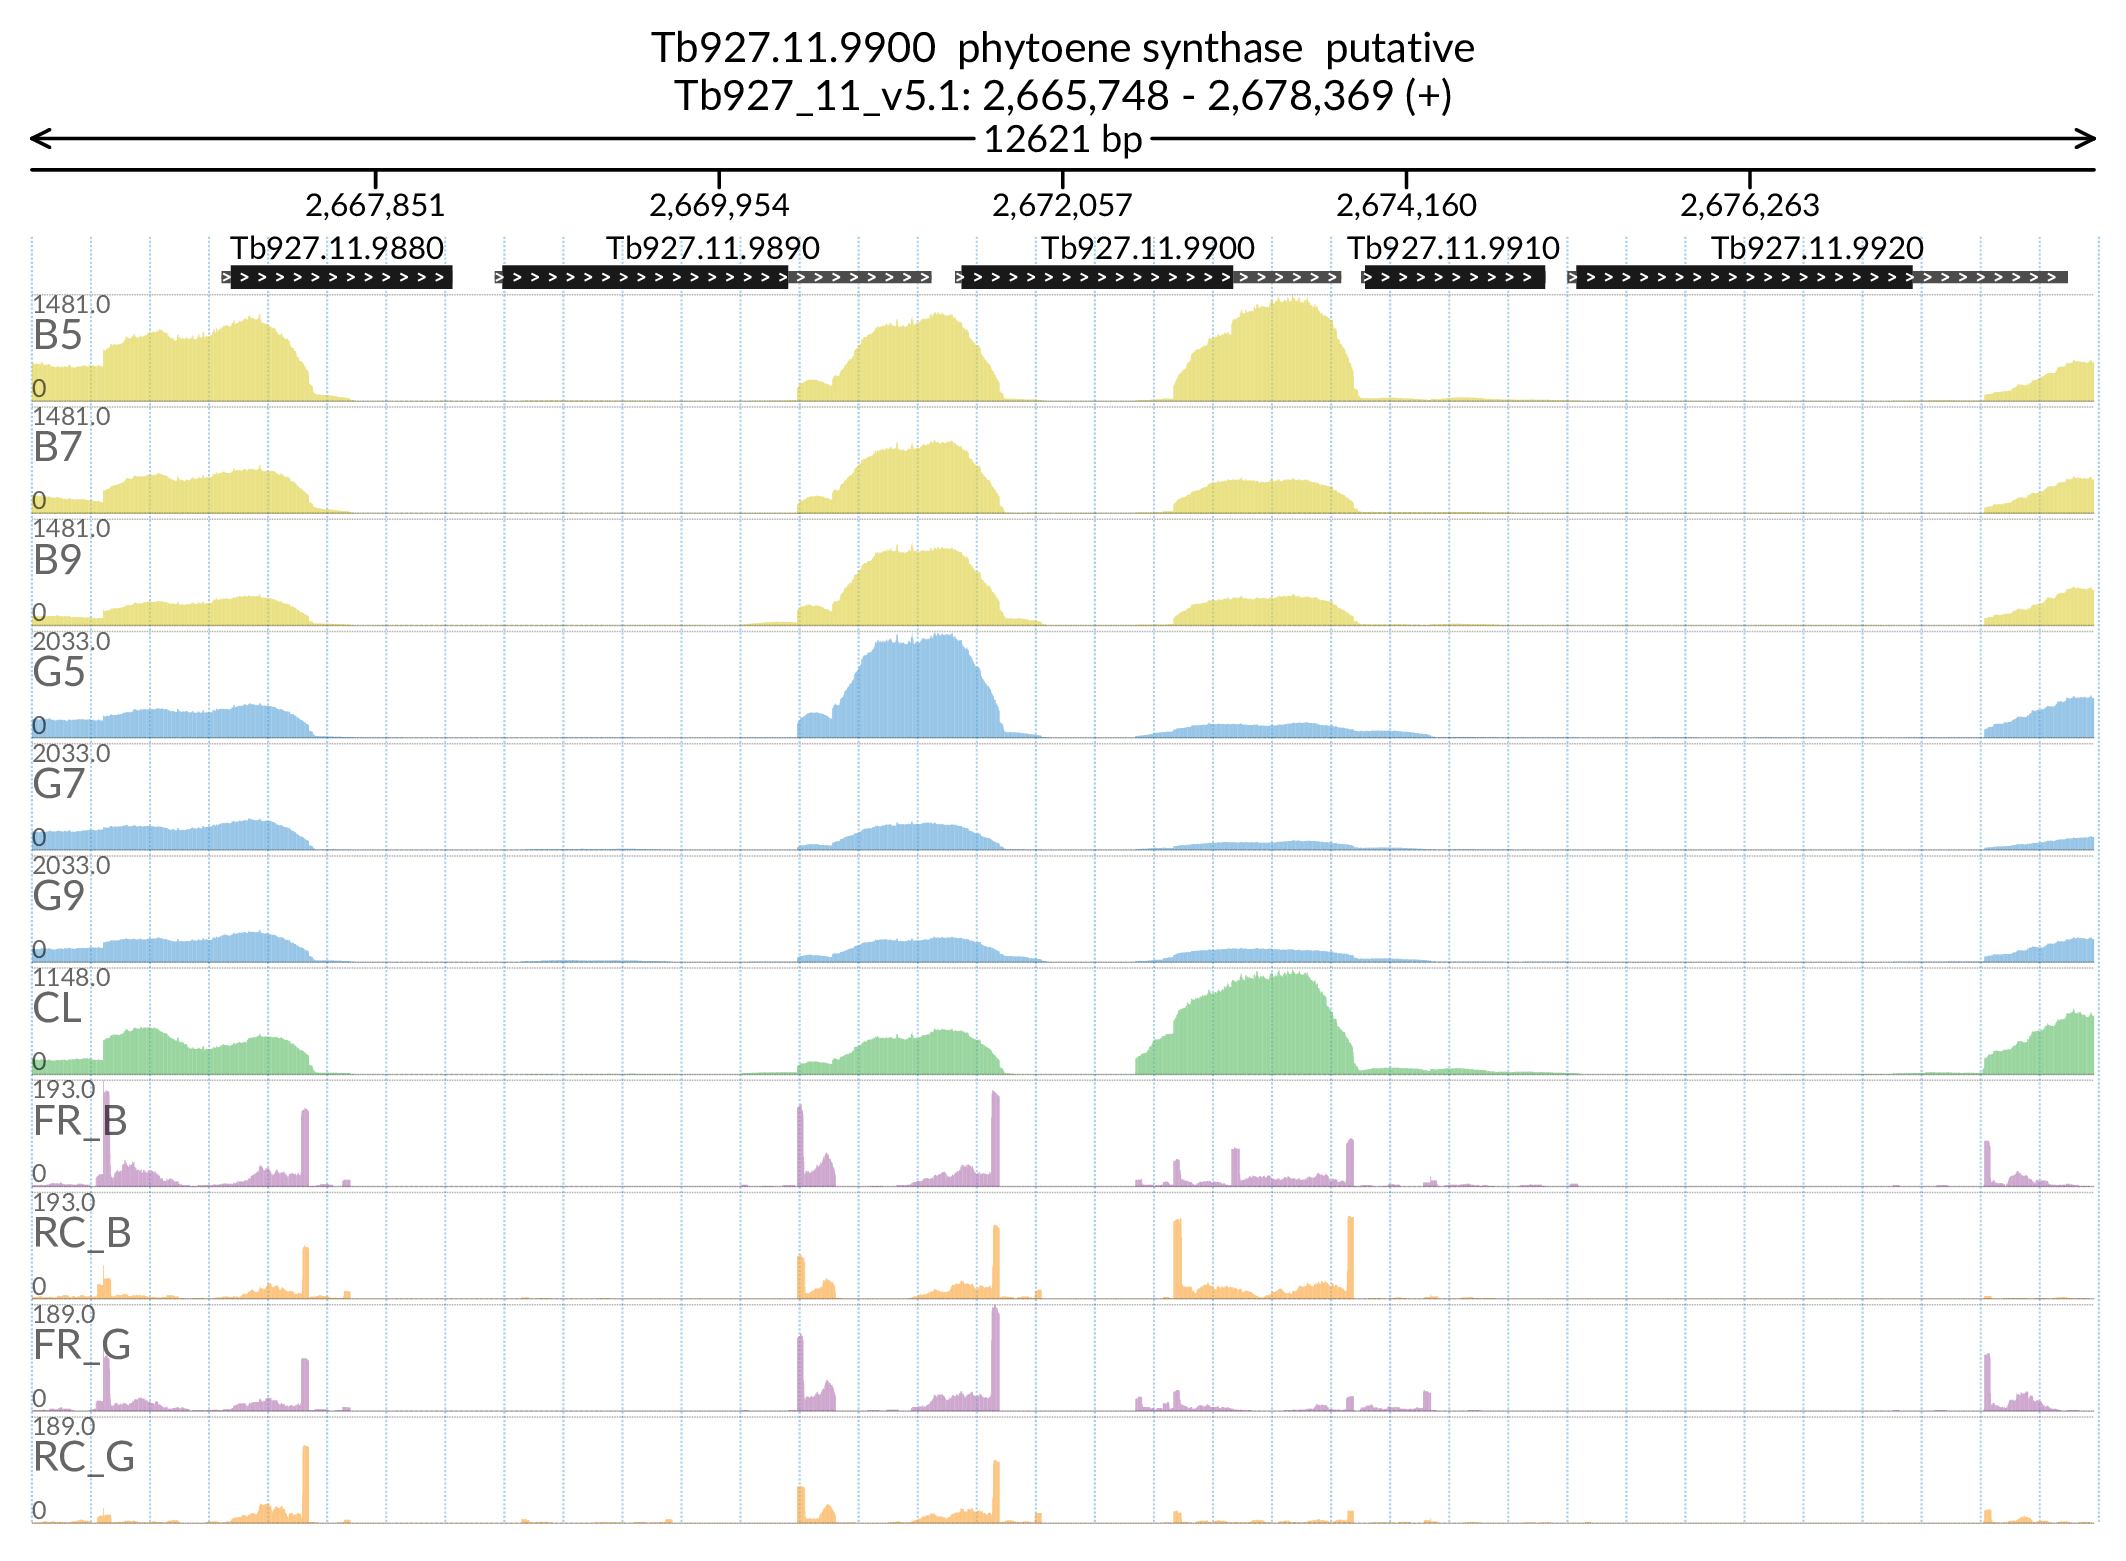 Tb927.11.9900 phytoene synthase putative
Tb927_11_v5.1: 2,665,748 - 2,678,369 (+)
12621 bp
2,667,851 2,669,954 2,672,057 2,674,160 2,676,263
Tb927.11.9880 Tb927.11.9890 Tb927.11.9900 Tb927.11.9910 Tb927.11.9920
1481.0
B5
0
1481.0
B7
0
1481.0
B9
0
2033.0
G5
0
2033.0
G7
0
2033.0
G9
0
1148.0
CL
0
193.0
FR_B
0
193.0
RC_B
0
189.0
FR_G
0
189.0
RC_G
0